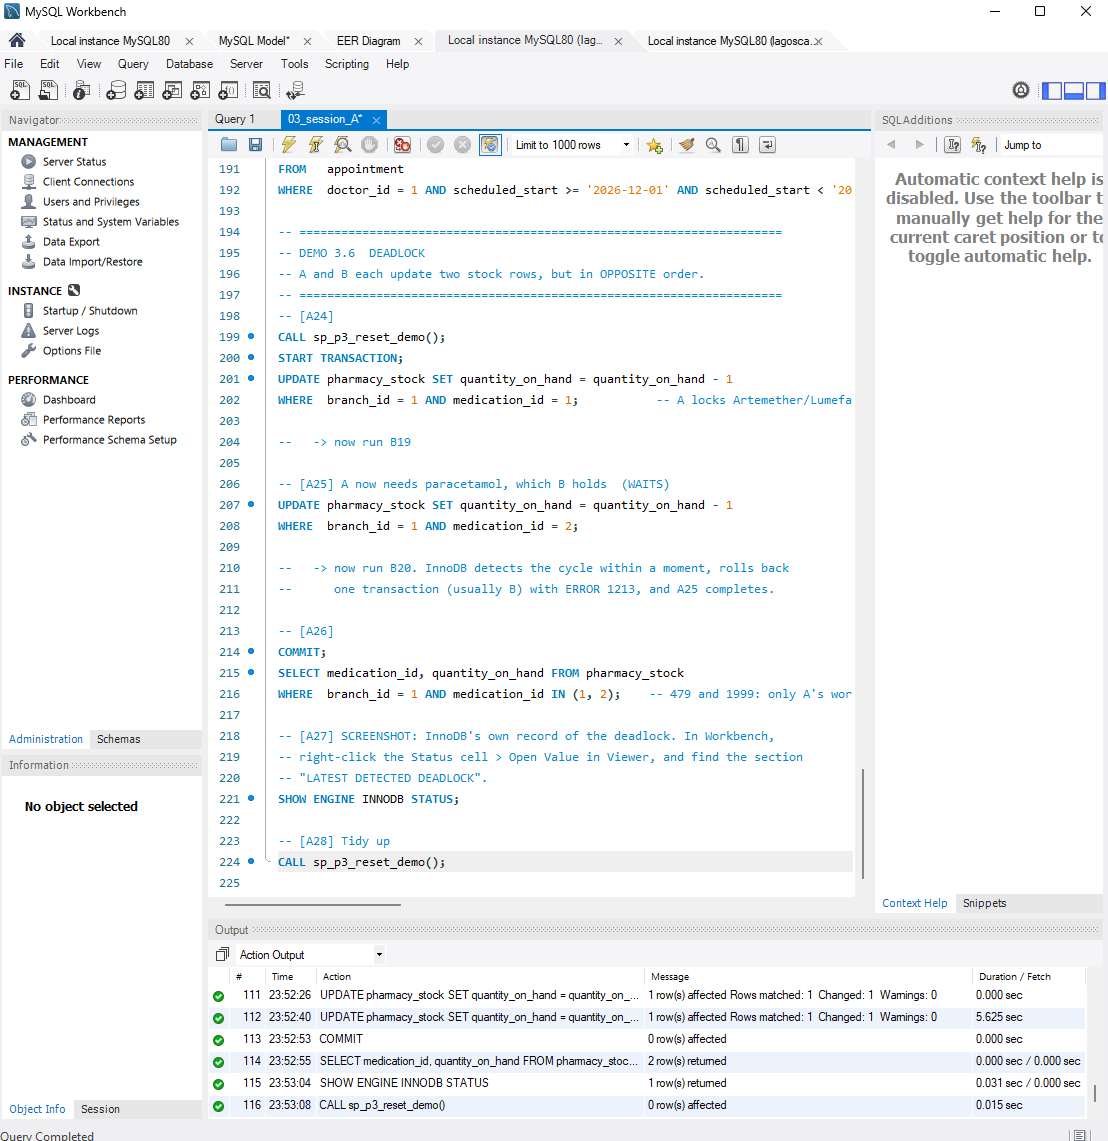 MySQL Workbench
Local instance MySQL80
MySQL Model*
EER Diagram
Local instance MySQL80 (lag...
Local instance MySQL80 (lagosca...
File Edit View Query Database Server Tools Scripting Help
Navigator
MANAGEMENT
Server Status
Client Connections
Users and Privileges
Status and System Variables
Data Export
Data Import/Restore
INSTANCE
Startup / Shutdown
Server Logs
Options File
PERFORMANCE
Dashboard
Performance Reports
Performance Schema Setup
Administration Schemas
Information
No object selected
Object Info Session
Query 1
03_session_A*
Limit to 1000 rows
191 FROM   appointment
192 WHERE  doctor_id = 1 AND scheduled_start >= '2026-12-01' AND scheduled_start < '20
193
194 -- =====================================================================
195 -- DEMO 3.6  DEADLOCK
196 -- A and B each update two stock rows, but in OPPOSITE order.
197 -- =====================================================================
198 -- [A24]
199 CALL sp_p3_reset_demo();
200 START TRANSACTION;
201 UPDATE pharmacy_stock SET quantity_on_hand = quantity_on_hand - 1
202 WHERE  branch_id = 1 AND medication_id = 1;           -- A locks Artemether/Lumefa
203
204 --   -> now run B19
205
206 -- [A25] A now needs paracetamol, which B holds  (WAITS)
207 UPDATE pharmacy_stock SET quantity_on_hand = quantity_on_hand - 1
208 WHERE  branch_id = 1 AND medication_id = 2;
209
210 --   -> now run B20. InnoDB detects the cycle within a moment, rolls back
211 --      one transaction (usually B) with ERROR 1213, and A25 completes.
212
213 -- [A26]
214 COMMIT;
215 SELECT medication_id, quantity_on_hand FROM pharmacy_stock
216 WHERE  branch_id = 1 AND medication_id IN (1, 2);    -- 479 and 1999: only A's wor
217
218 -- [A27] SCREENSHOT: InnoDB's own record of the deadlock. In Workbench,
219 -- right-click the Status cell > Open Value in Viewer, and find the section
220 -- "LATEST DETECTED DEADLOCK".
221 SHOW ENGINE INNODB STATUS;
222
223 -- [A28] Tidy up
224 CALL sp_p3_reset_demo();
225
SQLAdditions
Jump to
Automatic context help is
disabled. Use the toolbar t
manually get help for the
current caret position or to
toggle automatic help.
Context Help Snippets
Output
Action Output
# Time Action Message Duration / Fetch
111 23:52:26 UPDATE pharmacy_stock SET quantity_on_hand = quantity_on_... 1 row(s) affected Rows matched: 1  Changed: 1  Warnings: 0 0.000 sec
112 23:52:40 UPDATE pharmacy_stock SET quantity_on_hand = quantity_on_... 1 row(s) affected Rows matched: 1  Changed: 1  Warnings: 0 5.625 sec
113 23:52:53 COMMIT 0 row(s) affected 0.000 sec
114 23:52:55 SELECT medication_id, quantity_on_hand FROM pharmacy_stoc... 2 row(s) returned 0.000 sec / 0.000 sec
115 23:53:04 SHOW ENGINE INNODB STATUS 1 row(s) returned 0.031 sec / 0.000 sec
116 23:53:08 CALL sp_p3_reset_demo() 0 row(s) affected 0.015 sec
Query Completed